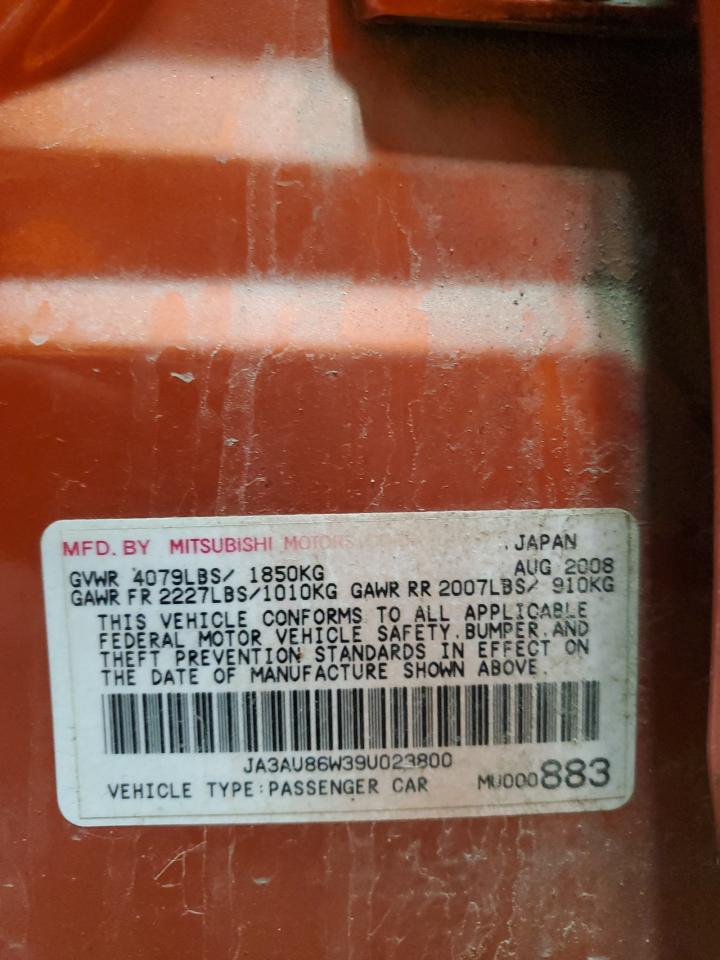 MFD. BY MITSUBISHI MOTORS JAPAN
GVWR 4079LBS/ 1850KG AUG 2008
GAWR FR 2227LBS/1010KG GAWR RR 2007LBS/ 910KG
THIS VEHICLE CONFORMS TO ALL APPLICABLE
FEDERAL MOTOR VEHICLE SAFETY, BUMPER, AND
THEFT PREVENTION STANDARDS IN EFFECT ON
THE DATE OF MANUFACTURE SHOWN ABOVE.
JA3AU86W39U023800
VEHICLE TYPE:PASSENGER CAR MU000883